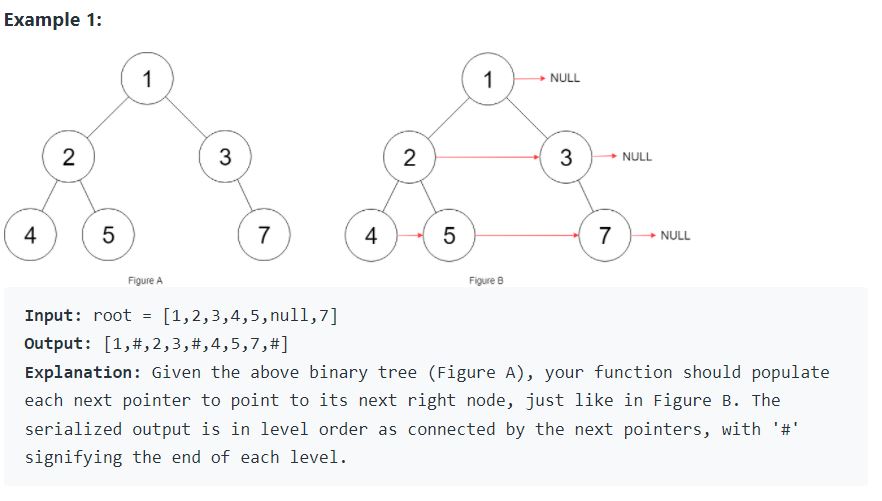 Example 1:
1
1 NULL
2 3
2 3 NULL
4 5 7
4 5 7 NULL
Figure A
Figure B
Input: root = [1,2,3,4,5,null,7]
Output: [1,#,2,3,#,4,5,7,#]
Explanation: Given the above binary tree (Figure A), your function should populate
each next pointer to point to its next right node, just like in Figure B. The
serialized output is in level order as connected by the next pointers, with '#'
signifying the end of each level.